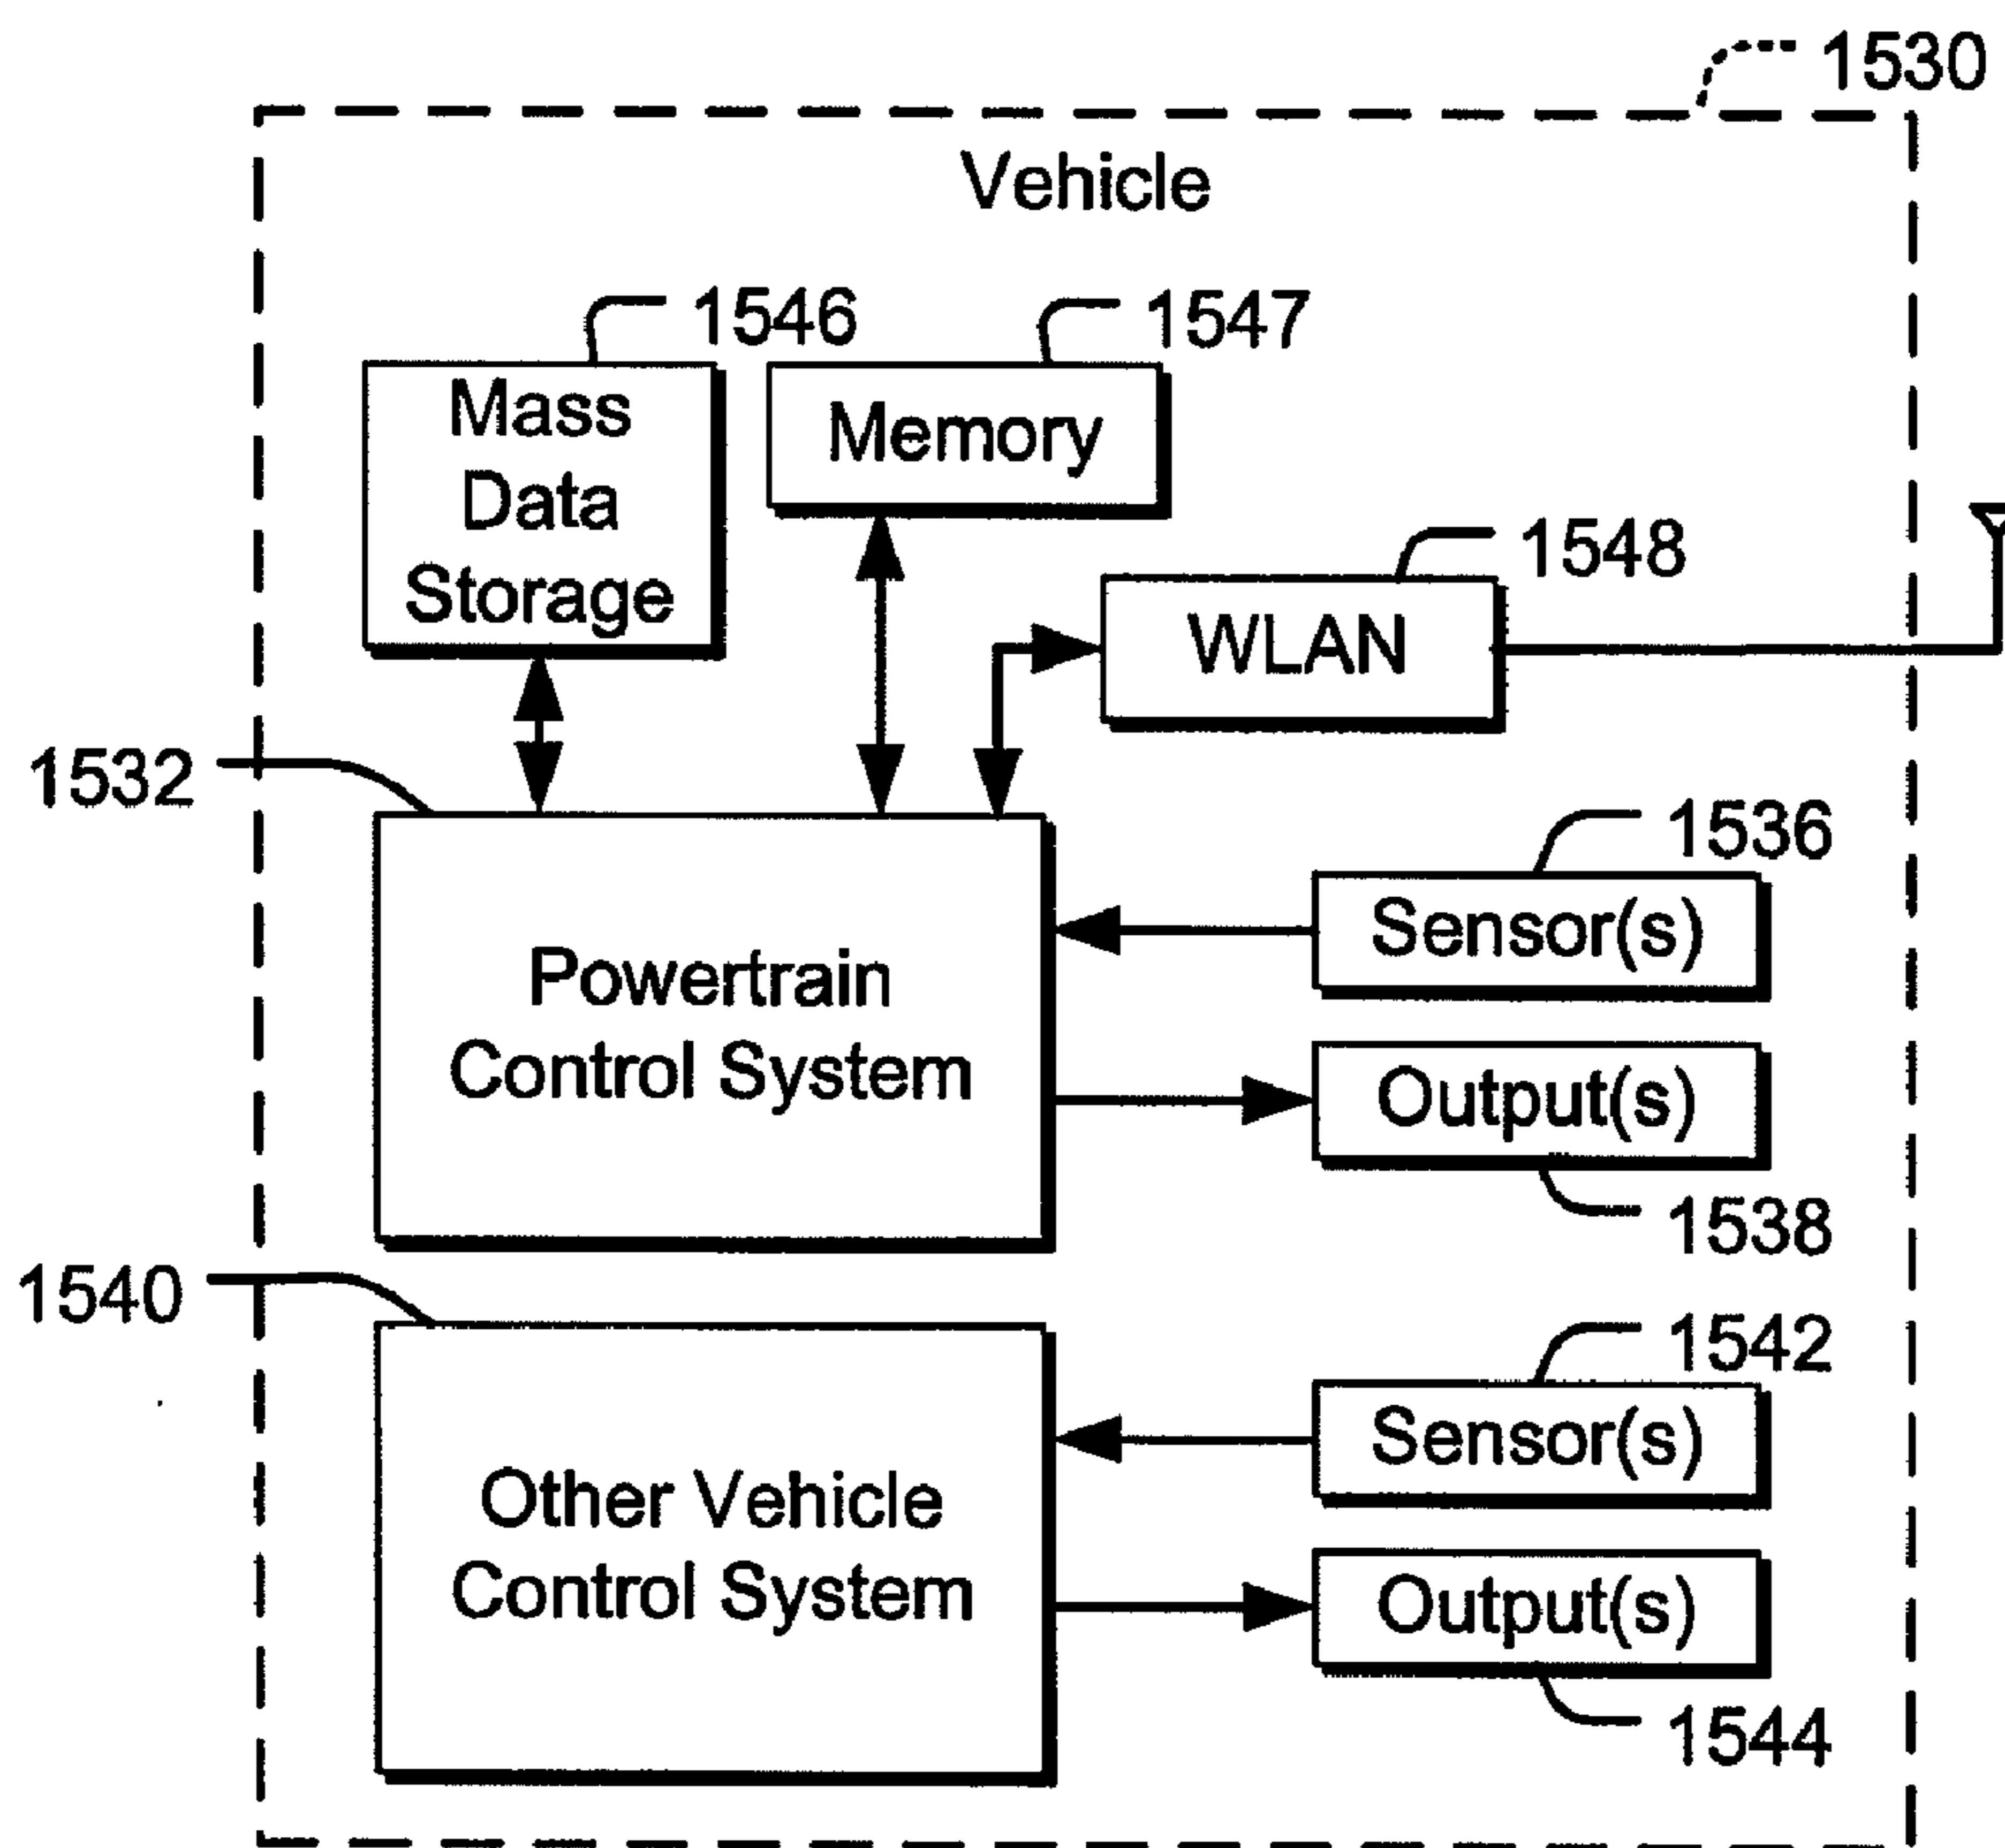 1530
Vehicle
1546
1547
Mass
Data
Storage
Memory
1548
WLAN
1532
1536
Sensor(s)
Powertrain
Control System
Output(s)
1538
1540
1542
Sensor(s)
Other Vehicle
Control System
Output(s)
1544